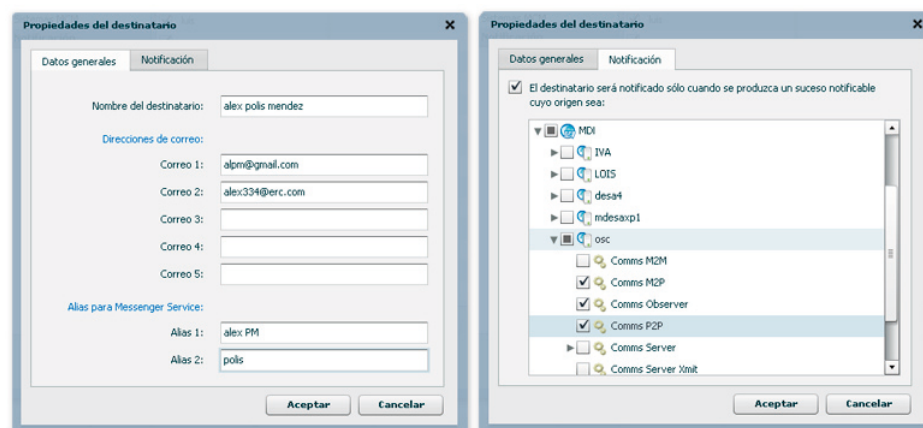 Propiedades del destinatario
Datos generales
Notificación
Nombre del destinatario: alex polis mendez
Direcciones de correo:
Correo 1: alpm@gmail.com
Correo 2: alex334@erc.com
Correo 3:
Correo 4:
Correo 5:
Alias para Messenger Service:
Alias 1: alex PM
Alias 2: polis
Aceptar
Cancelar
Propiedades del destinatario
Datos generales
Notificación
El destinatario será notificado sólo cuando se produzca un suceso notificable
cuyo origen sea:
MDI
IVA
LOIS
desa4
mdesaxp1
osc
Comms M2M
Comms M2P
Comms Observer
Comms P2P
Comms Server
Comms Server Xmit
Aceptar
Cancelar